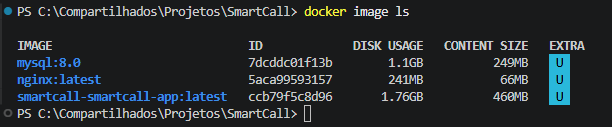 PS C:\Compartilhados\Projetos\SmartCall> docker image ls
IMAGE ID DISK USAGE CONTENT SIZE EXTRA
mysql:8.0 7dcddc01f13b 1.1GB 249MB U
nginx:latest 5aca99593157 241MB 66MB U
smartcall-smartcall-app:latest ccb79f5c8d96 1.76GB 460MB U
PS C:\Compartilhados\Projetos\SmartCall>